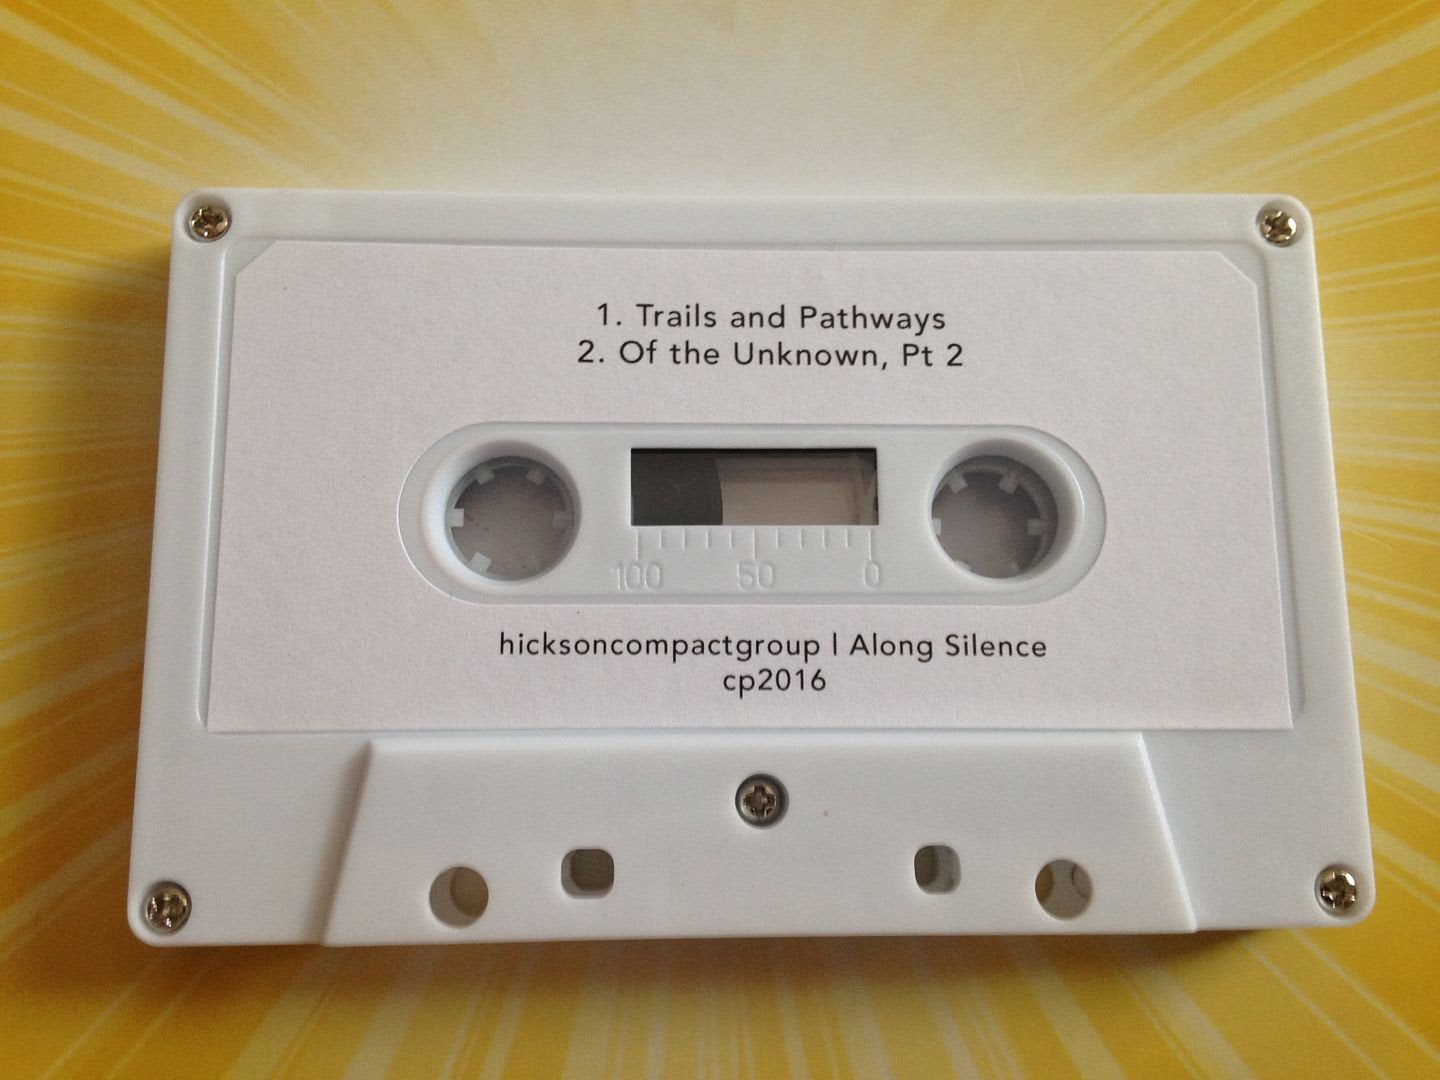 1. Trails and Pathways
2. Of the Unknown, Pt 2
100 50 0
hicksoncompactgroup | Along Silence
cp2016